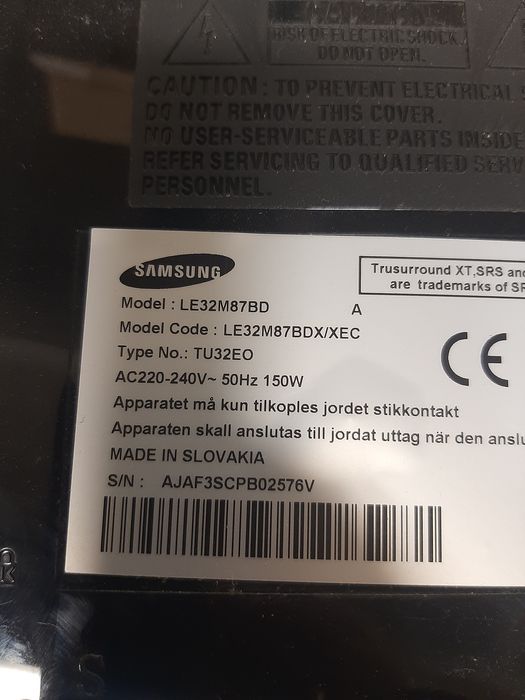 RISK OF ELECTRIC SHOCK.
DO NOT OPEN.
CAUTION: TO PREVENT ELECTRICAL
DO NOT REMOVE THIS COVER.
NO USER-SERVICEABLE PARTS INSIDE
REFER SERVICING TO QUALIFIED SERV
PERSONNEL.
SAMSUNG
Trusurround XT,SRS and
are trademarks of SR
Model : LE32M87BD A
Model Code : LE32M87BDX/XEC
Type No.: TU32EO
AC220-240V~ 50Hz 150W
CE
Apparatet må kun tilkoples jordet stikkontakt
Apparaten skall anslutas till jordat uttag när den anslu
MADE IN SLOVAKIA
S/N : AJAF3SCPB02576V